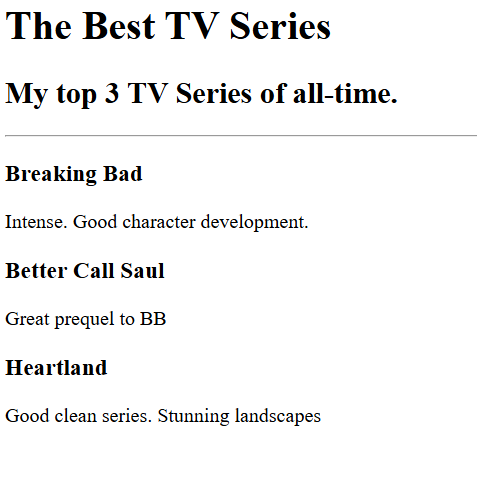 The Best TV Series
My top 3 TV Series of all-time.
Breaking Bad
Intense. Good character development.
Better Call Saul
Great prequel to BB
Heartland
Good clean series. Stunning landscapes